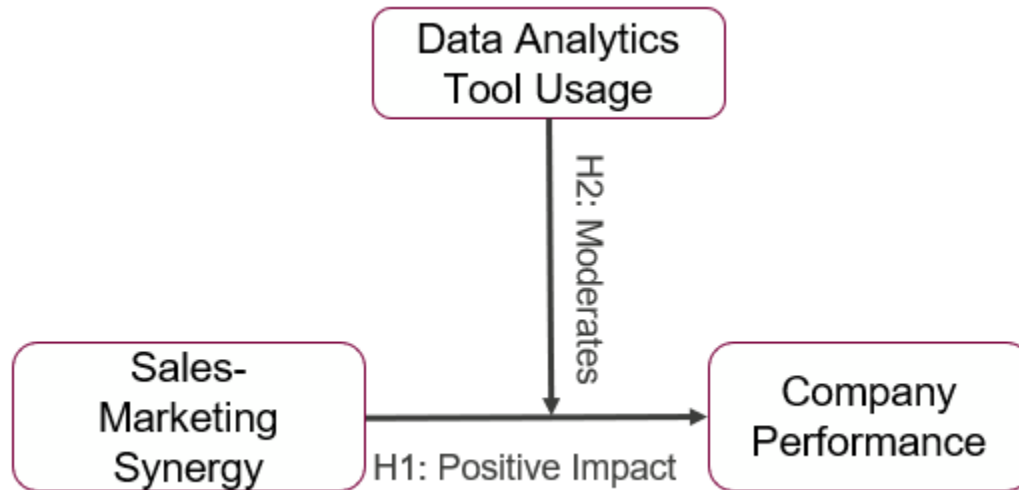 Data Analytics
Tool Usage
H2: Moderates
Sales-
Marketing
Synergy
H1: Positive Impact
Company
Performance